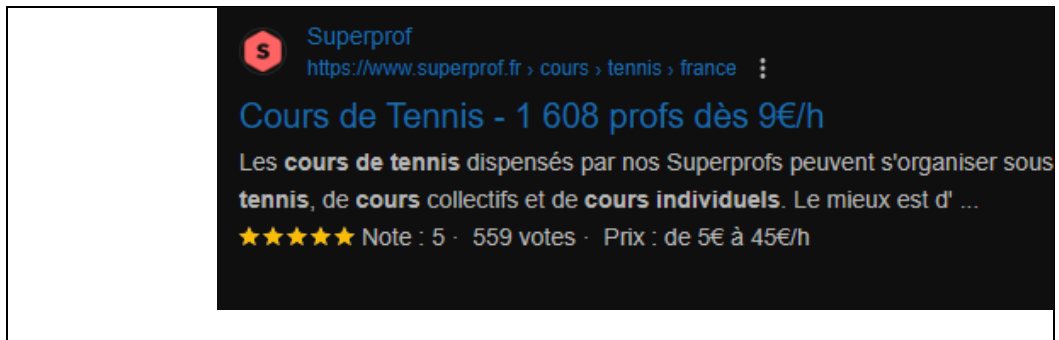 Superprof
S
https://www.superprof.fr › cours › tennis › france
Cours de Tennis - 1 608 profs dès 9€/h
Les cours de tennis dispensés par nos Superprofs peuvent s'organiser sous
tennis, de cours collectifs et de cours individuels. Le mieux est d' ...
Note : 5 · 559 votes · Prix : de 5€ à 45€/h